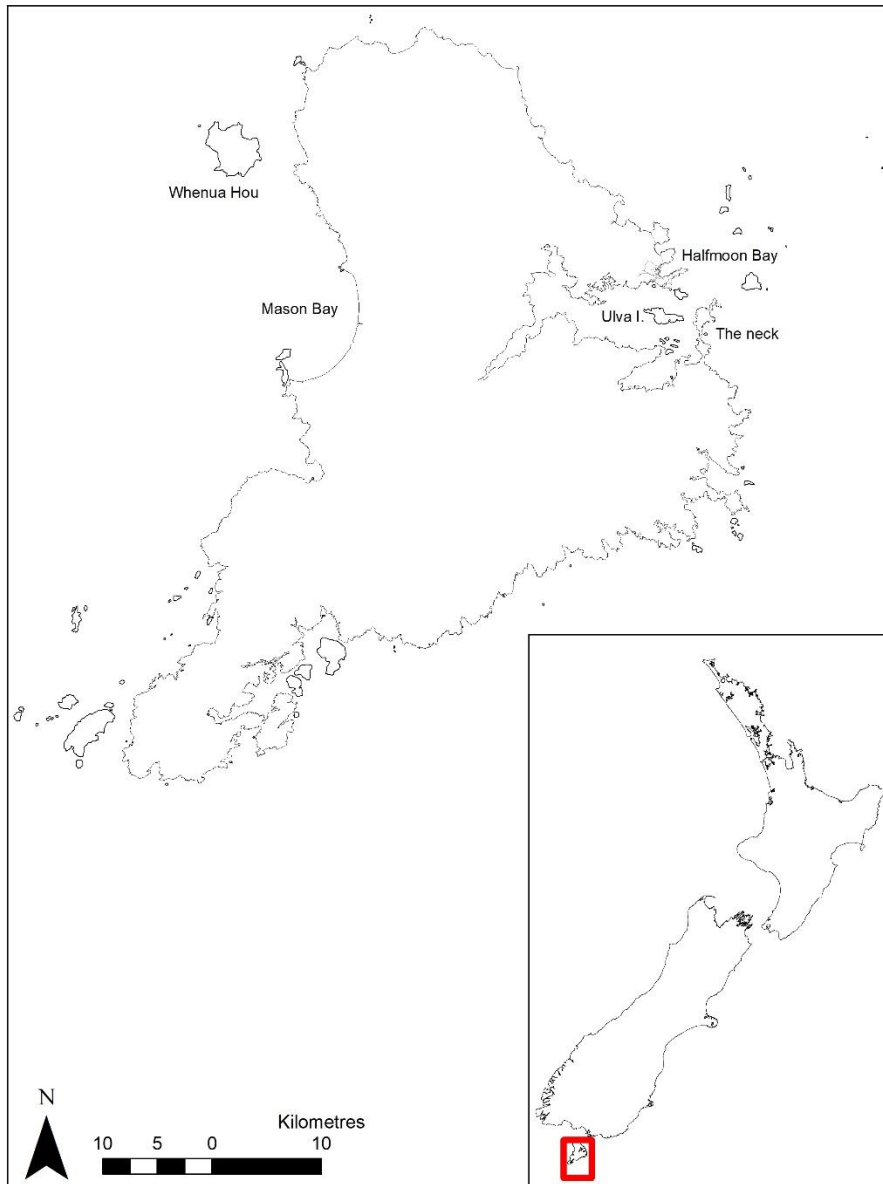 Whenua Hou
Halfmoon Bay
Mason Bay
Ulva I.
The neck
N
Kilometres
10 5 0 10